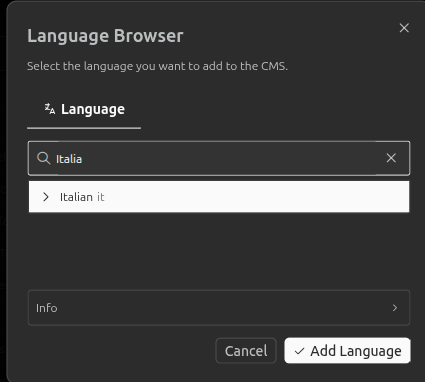 Language Browser
Select the language you want to add to the CMS.
Language
Italia
Italian it
Info
Cancel
Add Language